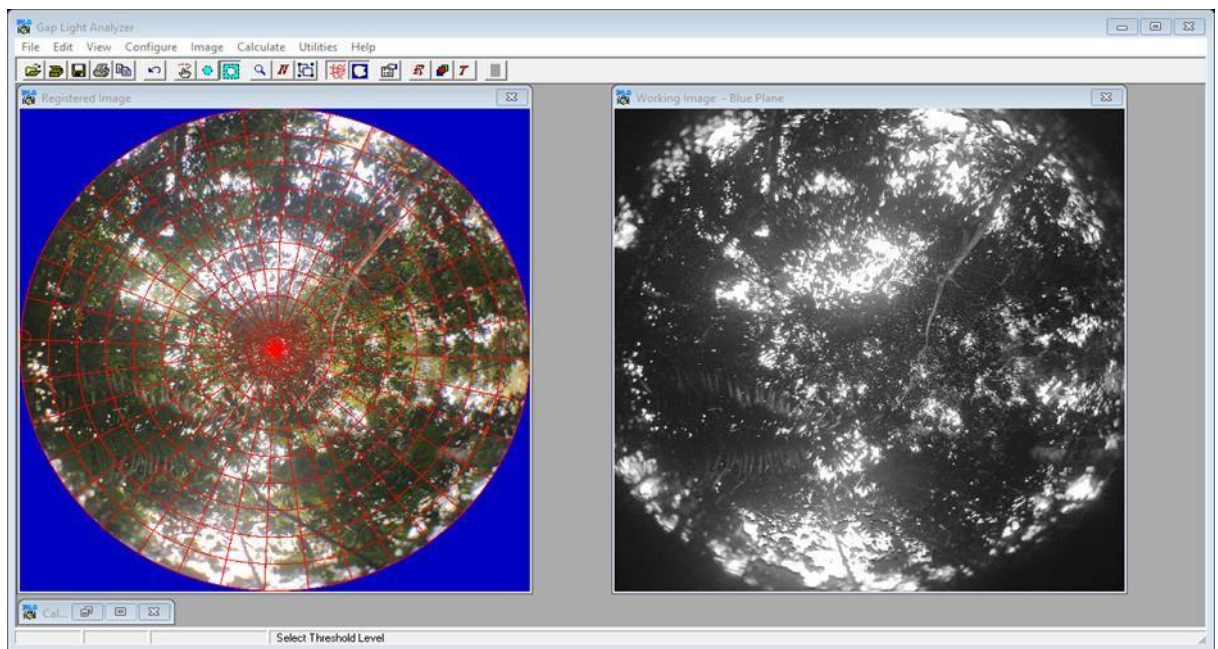 Gap Light Analyzer
File Edit View Configure Image Calculate Utilities Help
Registered Image
Working Image - Blue Plane
Cal...
Select Threshold Level